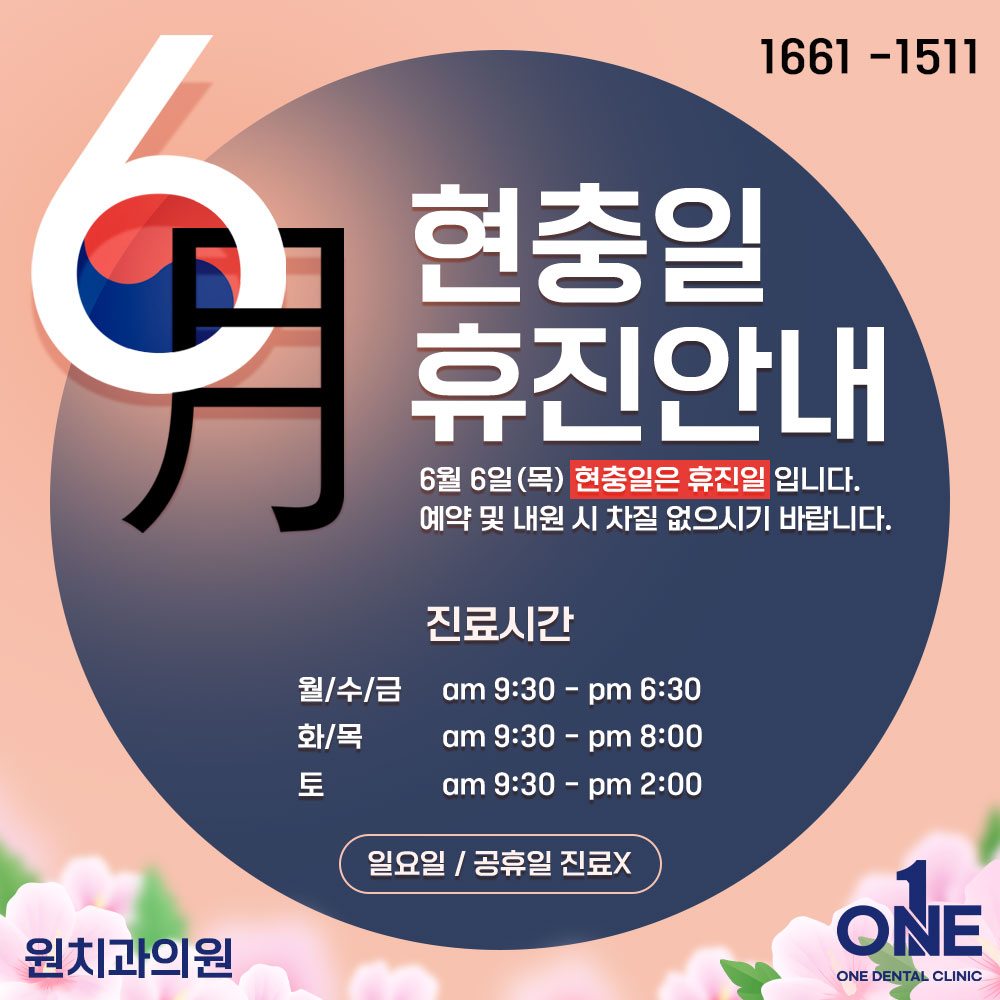 1661 -1511
6月
현충일
휴진안내
6월 6일(목) 현충일은 휴진일 입니다.
예약 및 내원 시 차질 없으시기 바랍니다.
진료시간
월/수/금 am 9:30 - pm 6:30
화/목 am 9:30 - pm 8:00
토 am 9:30 - pm 2:00
일요일 / 공휴일 진료X
원치과의원
1
ONE
ONE DENTAL CLINIC